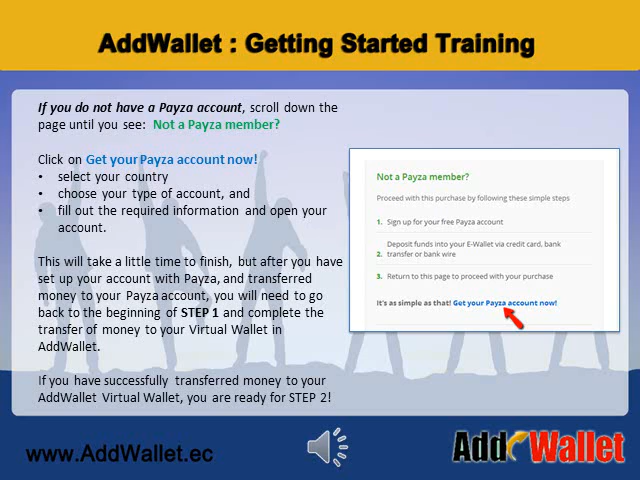 AddWallet : Getting Started Training
If you do not have a Payza account, scroll down the
page until you see: Not a Payza member?
Click on Get your Payza account now!
• select your country
• choose your type of account, and
• fill out the required information and open your
account.
This will take a little time to finish, but after you have
set up your account with Payza, and transferred
money to your Payza account, you will need to go
back to the beginning of STEP 1 and complete the
transfer of money to your Virtual Wallet in
AddWallet.
If you have successfully transferred money to your
AddWallet Virtual Wallet, you are ready for STEP 2!
Not a Payza member?
Proceed with this purchase by following these simple steps
1. Sign up for your free Payza account
2. Deposit funds into your E-Wallet via credit card, bank
transfer or bank wire
3. Return to this page to proceed with your purchase
It's as simple as that! Get your Payza account now!
www.AddWallet.ec
Add Wallet